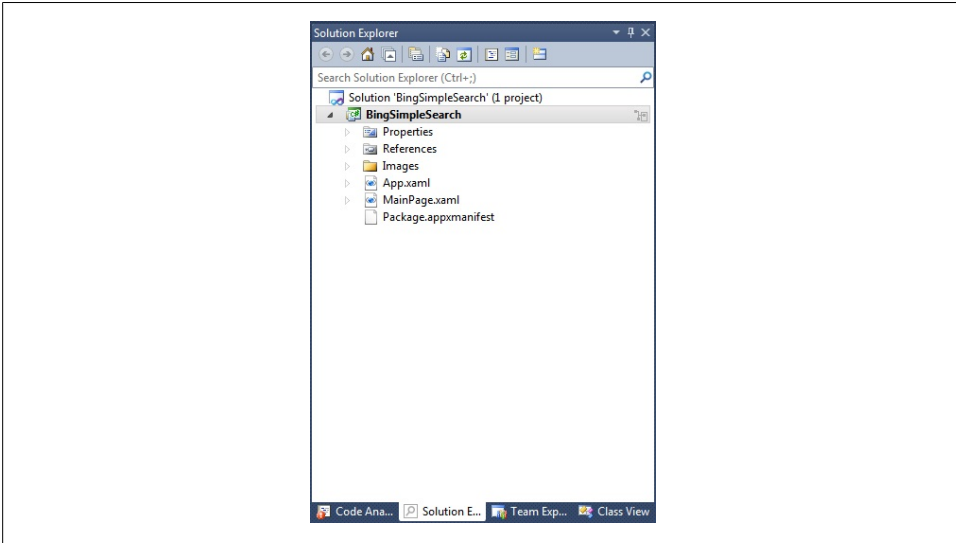 Solution Explorer
Search Solution Explorer (Ctrl+;)
Solution 'BingSimpleSearch' (1 project)
BingSimpleSearch
Properties
References
Images
App.xaml
MainPage.xaml
Package.appxmanifest
Code Ana... Solution E... Team Exp... Class View